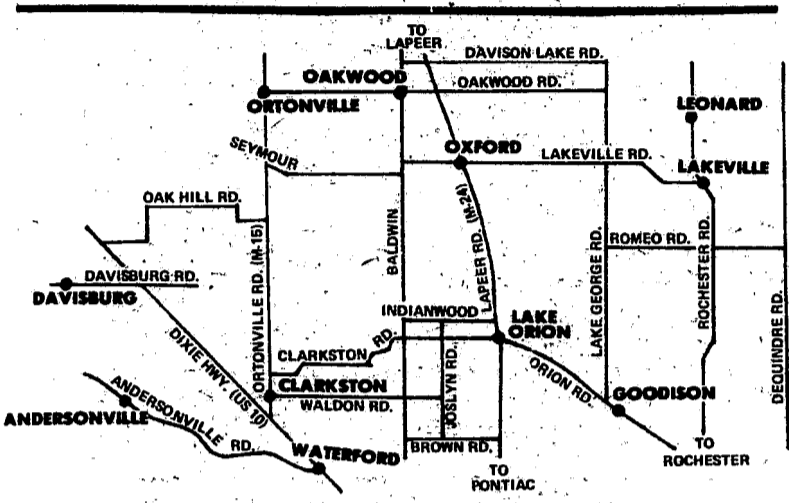 TO
LAPEER
DAVISON LAKE RD.
OAKWOOD
OAKWOOD RD.
ORTONVILLE
LEONARD
SEYMOUR
OXFORD
LAKEVILLE RD.
LAKEVILLE
OAK HILL RD.
ORTONVILLE RD. (M-15)
BALDWIN
LAPEER RD. (M-24)
LAKE GEORGE RD.
ROMEO RD.
ROCHESTER RD.
DEQUINDRE RD.
DAVISBURG RD.
DAVISBURG
DIXIE HWY. (US 10)
INDIANWOOD
LAKE
ORION
CLARKSTON RD.
JOSLYN RD.
ORION RD.
CLARKSTON
WALDON RD.
GOODISON
ANDERSONVILLE
ANDERSONVILLE RD.
WATERFORD
BROWN RD.
TO
PONTIAC
TO
ROCHESTER